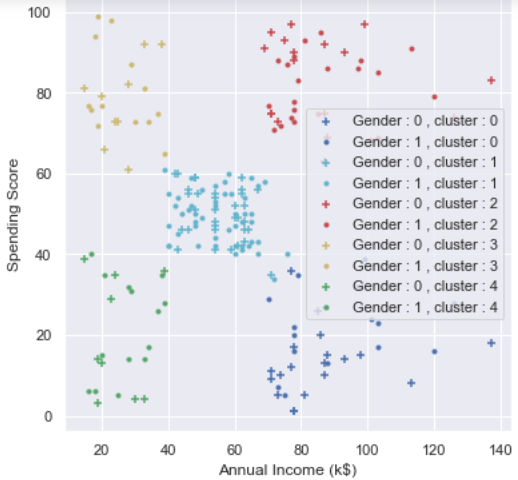 100
80
60
40
20
0
Spending Score
Gender : 0 , cluster : 0
Gender : 1 , cluster : 0
Gender : 0 , cluster : 1
Gender : 1 , cluster : 1
Gender : 0 , cluster : 2
Gender : 1 , cluster : 2
Gender : 0 , cluster : 3
Gender : 1 , cluster : 3
Gender : 0 , cluster : 4
Gender : 1 , cluster : 4
20 40 60 80 100 120 140
Annual Income (k$)